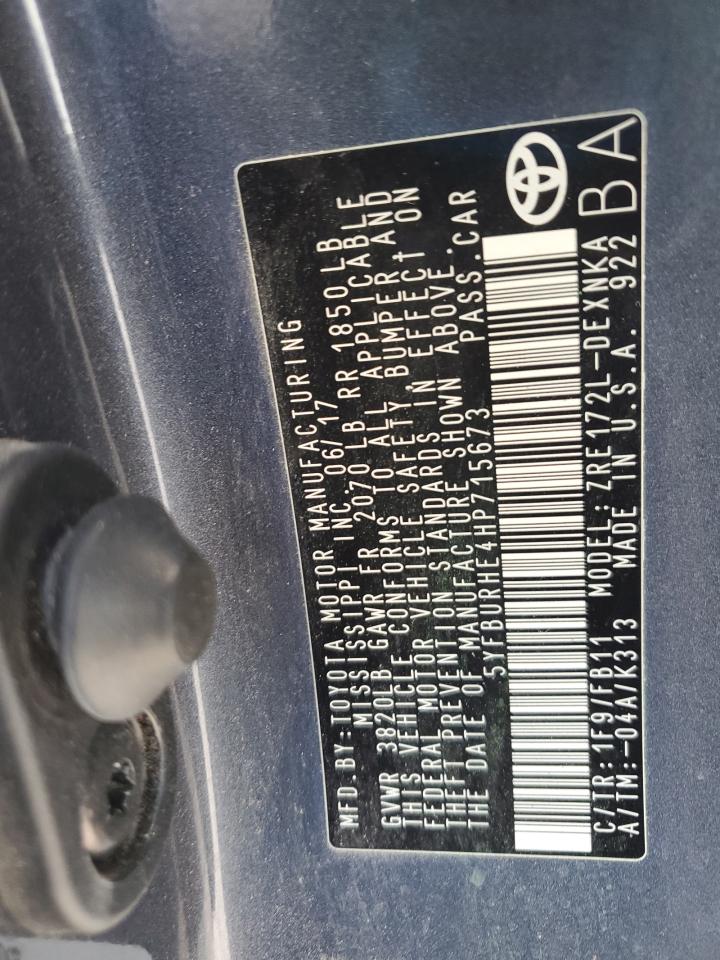 MFD.BY:TOYOTA MOTOR MANUFACTURING
MISSISSIPPI INC. 06/17
GVWR 3820LB GAWR FR 2070LB RR 1850LB
THIS VEHICLE CONFORMS TO ALL APPLICABLE
FEDERAL MOTOR VEHICLE SAFETY, BUMPER, AND
THEFT PREVENTION STANDARDS IN EFFECT ON
THE DATE OF MANUFACTURE SHOWN ABOVE.
5YFBURHE4HP715673 PASS.CAR
C/TR:1F9/FB11 MODEL:ZRE172L-DEXNKA
A/TM:-04A/K313 MADE IN U.S.A. 922
BA